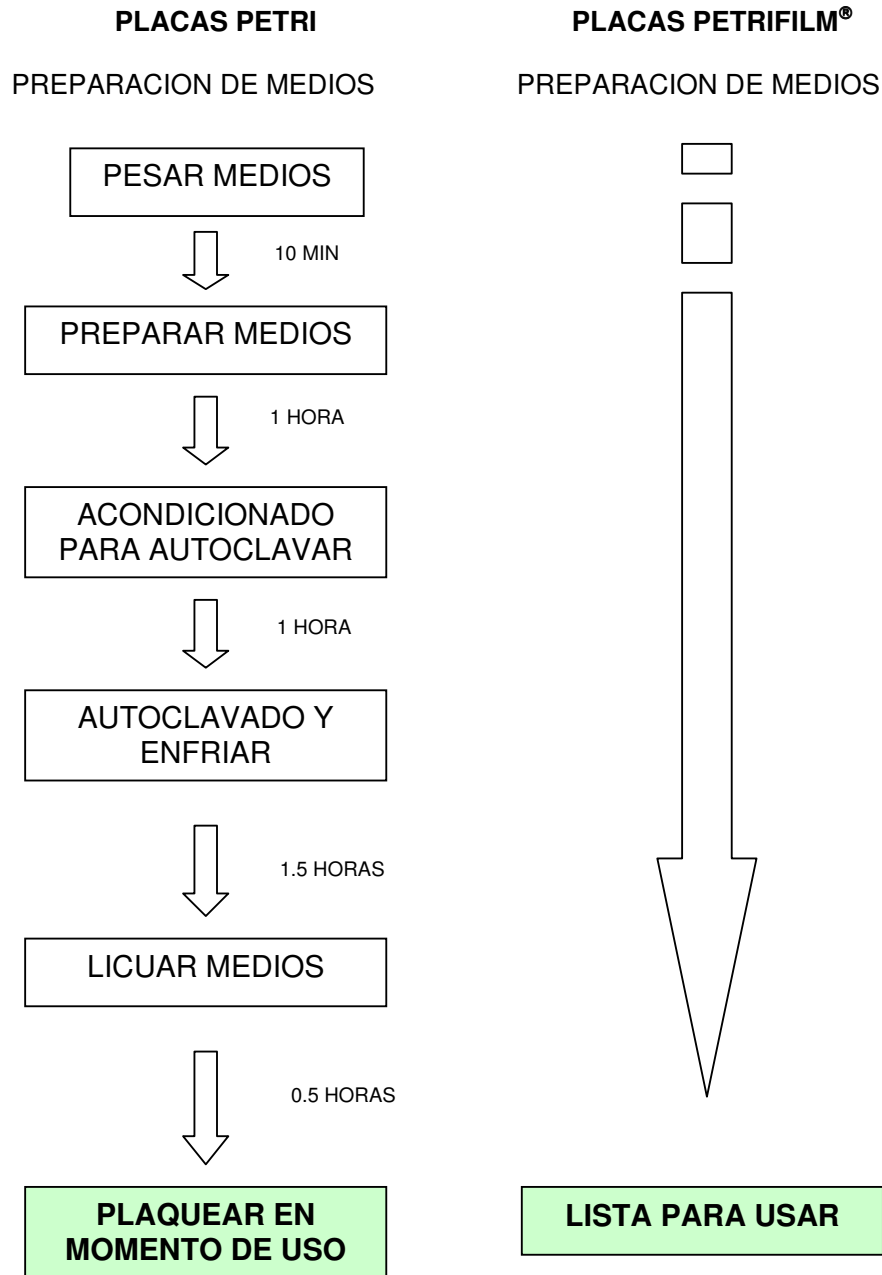 PLACAS PETRI
PREPARACION DE MEDIOS
PESAR MEDIOS
10 MIN
PREPARAR MEDIOS
1 HORA
ACONDICIONADO
PARA AUTOCLAVAR
1 HORA
AUTOCLAVADO Y
ENFRIAR
1.5 HORAS
LICUAR MEDIOS
0.5 HORAS
PLAQUEAR EN
MOMENTO DE USO
PLACAS PETRIFILM®
PREPARACION DE MEDIOS
LISTA PARA USAR